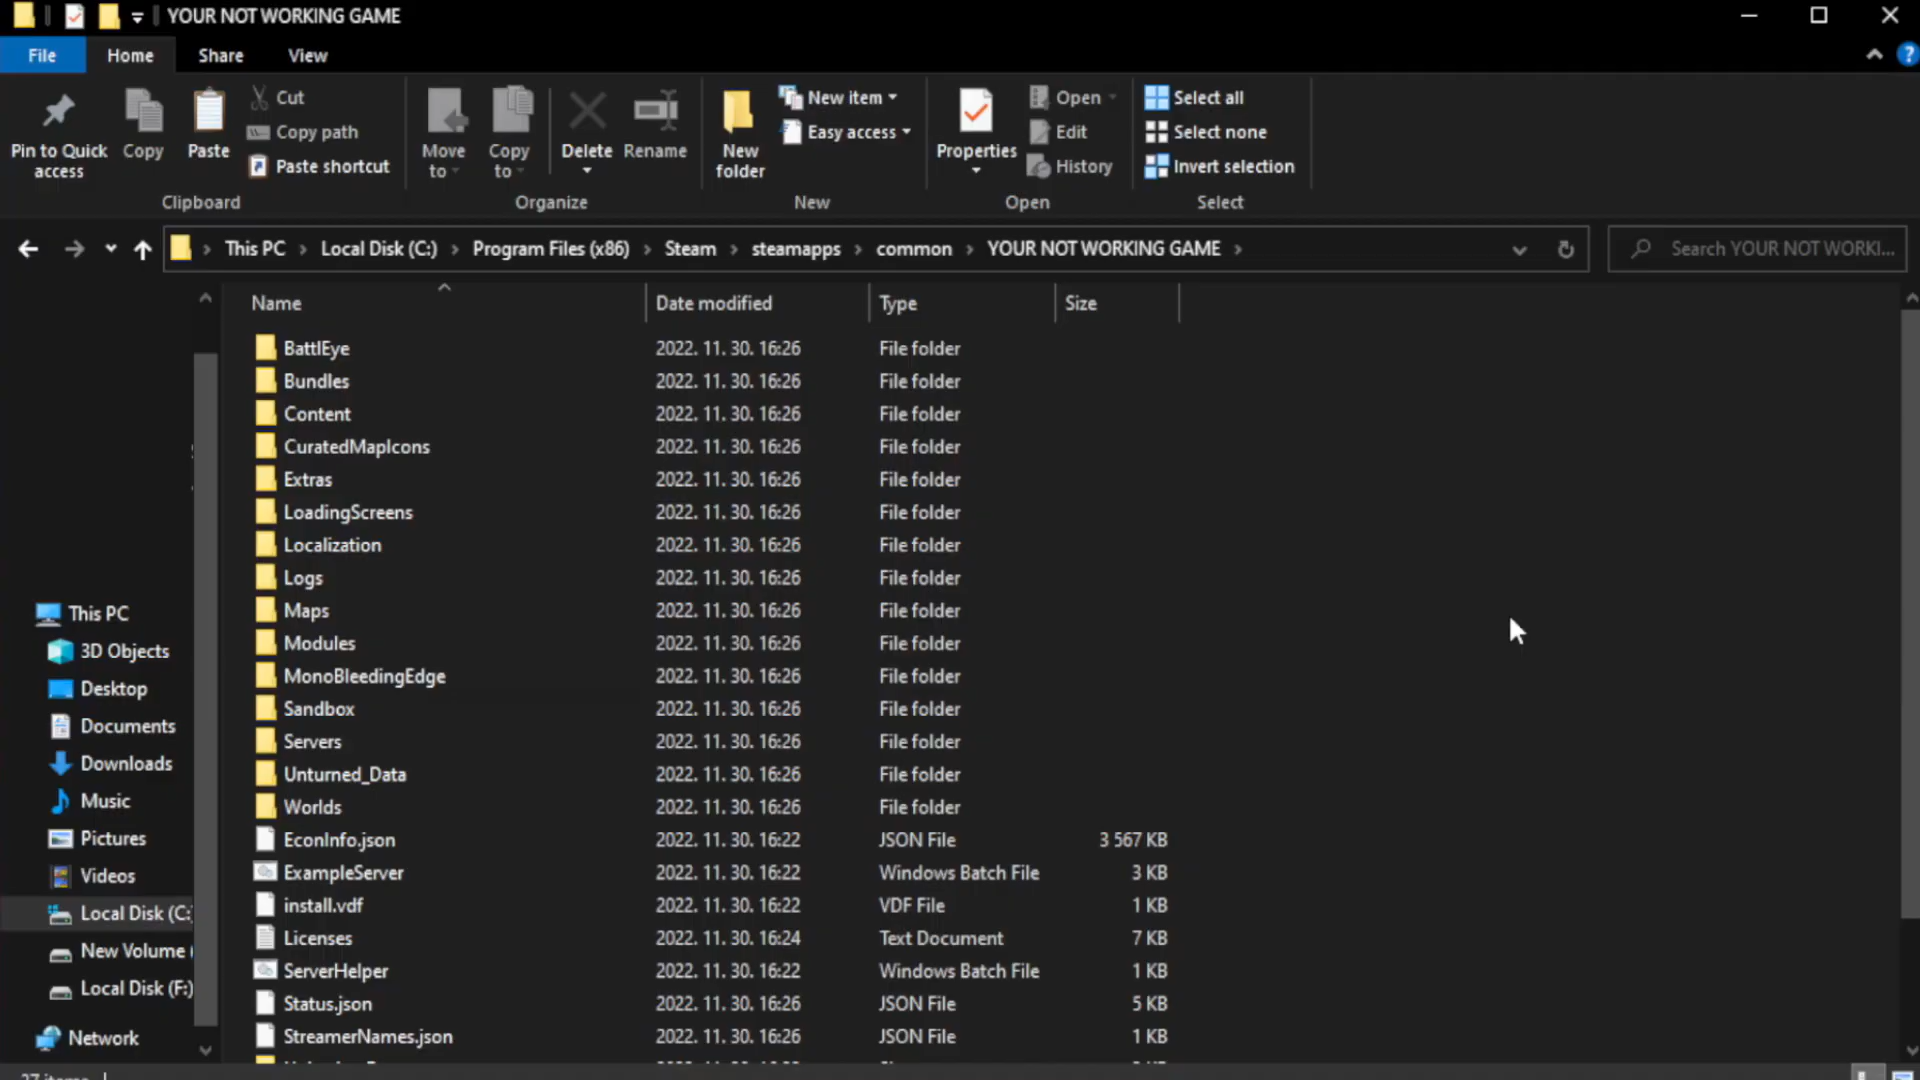 YOUR NOT WORKING GAME
File Home Share View
Pin to Quick access
Copy
Paste
Cut
Copy path
Paste shortcut
Clipboard
Move to
Copy to
Delete
Rename
Organize
New folder
New item
Easy access
New
Properties
Open
Edit
History
Open
Select all
Select none
Invert selection
Select
This PC Local Disk (C:) Program Files (x86) Steam steamapps common YOUR NOT WORKING GAME
Search YOUR NOT WORKI...
This PC
3D Objects
Desktop
Documents
Downloads
Music
Pictures
Videos
Local Disk (C:
New Volume (
Local Disk (F:)
Network
Name Date modified Type Size
BattlEye 2022. 11. 30. 16:26 File folder
Bundles 2022. 11. 30. 16:26 File folder
Content 2022. 11. 30. 16:26 File folder
CuratedMapIcons 2022. 11. 30. 16:26 File folder
Extras 2022. 11. 30. 16:26 File folder
LoadingScreens 2022. 11. 30. 16:26 File folder
Localization 2022. 11. 30. 16:26 File folder
Logs 2022. 11. 30. 16:26 File folder
Maps 2022. 11. 30. 16:26 File folder
Modules 2022. 11. 30. 16:26 File folder
MonoBleedingEdge 2022. 11. 30. 16:26 File folder
Sandbox 2022. 11. 30. 16:26 File folder
Servers 2022. 11. 30. 16:26 File folder
Unturned_Data 2022. 11. 30. 16:26 File folder
Worlds 2022. 11. 30. 16:26 File folder
EconInfo.json 2022. 11. 30. 16:22 JSON File 3 567 KB
ExampleServer 2022. 11. 30. 16:22 Windows Batch File 3 KB
install.vdf 2022. 11. 30. 16:22 VDF File 1 KB
Licenses 2022. 11. 30. 16:24 Text Document 7 KB
ServerHelper 2022. 11. 30. 16:22 Windows Batch File 1 KB
Status.json 2022. 11. 30. 16:26 JSON File 5 KB
StreamerNames.json 2022. 11. 30. 16:26 JSON File 1 KB